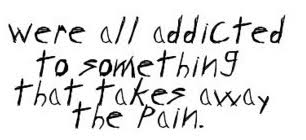 were all addicted
to something
that takes away
the pain.